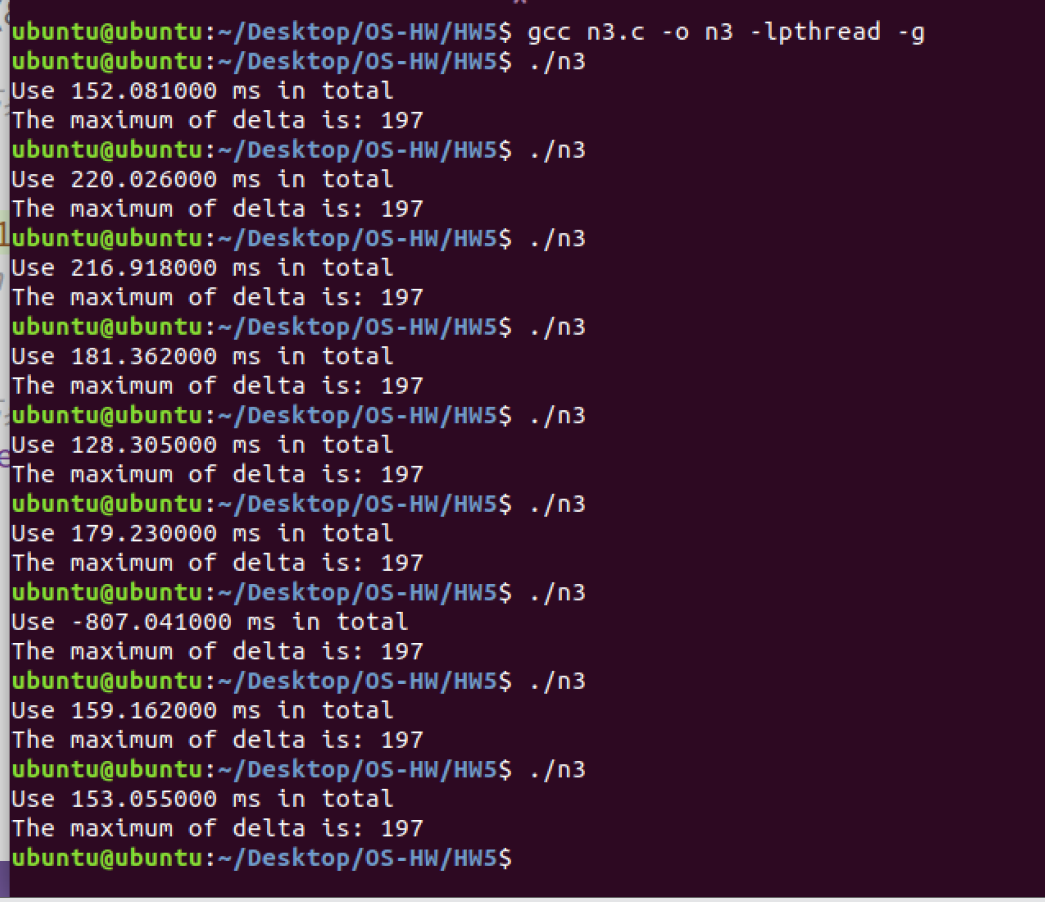 ubuntu@ubuntu:~/Desktop/OS-HW/HW5$ gcc n3.c -o n3 -lpthread -g
ubuntu@ubuntu:~/Desktop/OS-HW/HW5$ ./n3
Use 152.081000 ms in total
The maximum of delta is: 197
ubuntu@ubuntu:~/Desktop/OS-HW/HW5$ ./n3
Use 220.026000 ms in total
The maximum of delta is: 197
ubuntu@ubuntu:~/Desktop/OS-HW/HW5$ ./n3
Use 216.918000 ms in total
The maximum of delta is: 197
ubuntu@ubuntu:~/Desktop/OS-HW/HW5$ ./n3
Use 181.362000 ms in total
The maximum of delta is: 197
ubuntu@ubuntu:~/Desktop/OS-HW/HW5$ ./n3
Use 128.305000 ms in total
The maximum of delta is: 197
ubuntu@ubuntu:~/Desktop/OS-HW/HW5$ ./n3
Use 179.230000 ms in total
The maximum of delta is: 197
ubuntu@ubuntu:~/Desktop/OS-HW/HW5$ ./n3
Use -807.041000 ms in total
The maximum of delta is: 197
ubuntu@ubuntu:~/Desktop/OS-HW/HW5$ ./n3
Use 159.162000 ms in total
The maximum of delta is: 197
ubuntu@ubuntu:~/Desktop/OS-HW/HW5$ ./n3
Use 153.055000 ms in total
The maximum of delta is: 197
ubuntu@ubuntu:~/Desktop/OS-HW/HW5$